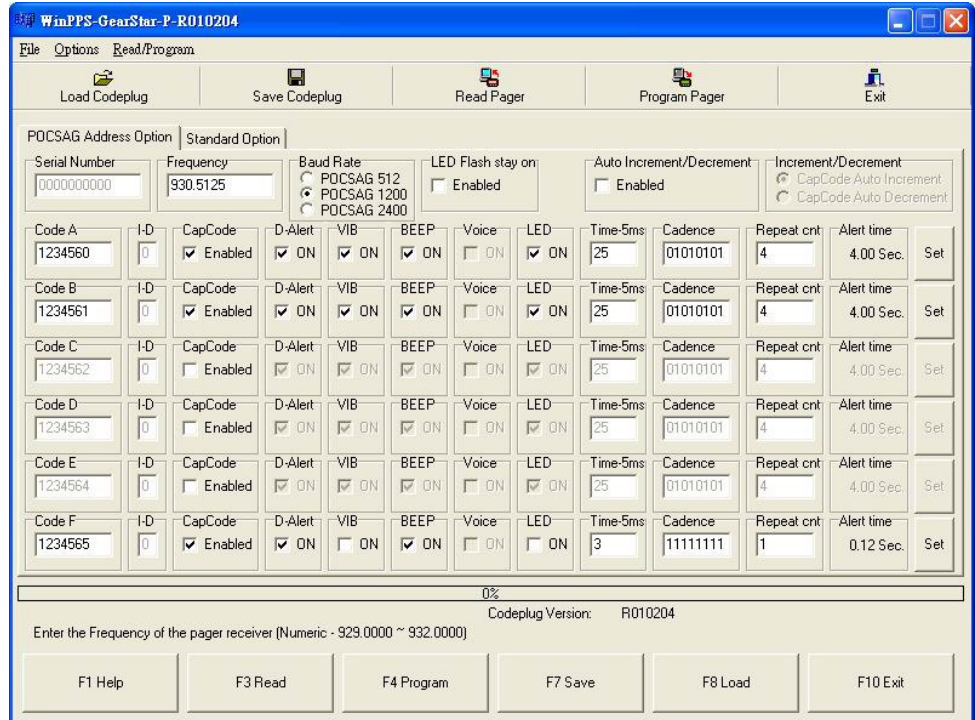 WinPPS-GearStar-P-R010204
File Options Read/Program
Load Codeplug Save Codeplug Read Pager Program Pager Exit
POCSAG Address Option Standard Option
Serial Number Frequency Baud Rate LED Flash stay on Auto Increment/Decrement Increment/Decrement
0000000000 930.5125 POCSAG 512 Enabled Enabled CapCode Auto Increment
POCSAG 1200 CapCode Auto Decrement
POCSAG 2400
Code A I-D CapCode D-Alert VIB BEEP Voice LED Time-5ms Cadence Repeat cnt Alert time
1234560 0 Enabled ON ON ON ON ON 25 01010101 4 4.00 Sec. Set
Code B I-D CapCode D-Alert VIB BEEP Voice LED Time-5ms Cadence Repeat cnt Alert time
1234561 0 Enabled ON ON ON ON ON 25 01010101 4 4.00 Sec. Set
Code C I-D CapCode D-Alert VIB BEEP Voice LED Time-5ms Cadence Repeat cnt Alert time
1234562 0 Enabled ON ON ON ON ON 25 01010101 4 4.00 Sec. Set
Code D I-D CapCode D-Alert VIB BEEP Voice LED Time-5ms Cadence Repeat cnt Alert time
1234563 0 Enabled ON ON ON ON ON 25 01010101 4 4.00 Sec. Set
Code E I-D CapCode D-Alert VIB BEEP Voice LED Time-5ms Cadence Repeat cnt Alert time
1234564 0 Enabled ON ON ON ON ON 25 01010101 4 4.00 Sec. Set
Code F I-D CapCode D-Alert VIB BEEP Voice LED Time-5ms Cadence Repeat cnt Alert time
1234565 0 Enabled ON ON ON ON ON 3 11111111 1 0.12 Sec. Set
0%
Codeplug Version: R010204
Enter the Frequency of the pager receiver (Numeric - 929.0000 ~ 932.0000)
F1 Help F3 Read F4 Program F7 Save F8 Load F10 Exit